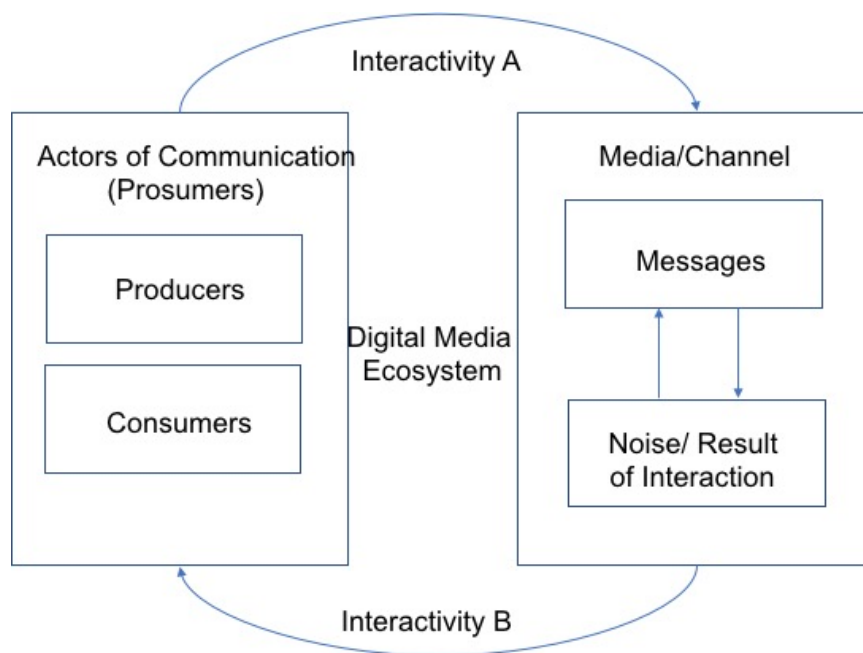 Interactivity A
Actors of Communication
(Prosumers)
Producers
Consumers
Digital Media
Ecosystem
Media/Channel
Messages
Noise/ Result
of Interaction
Interactivity B